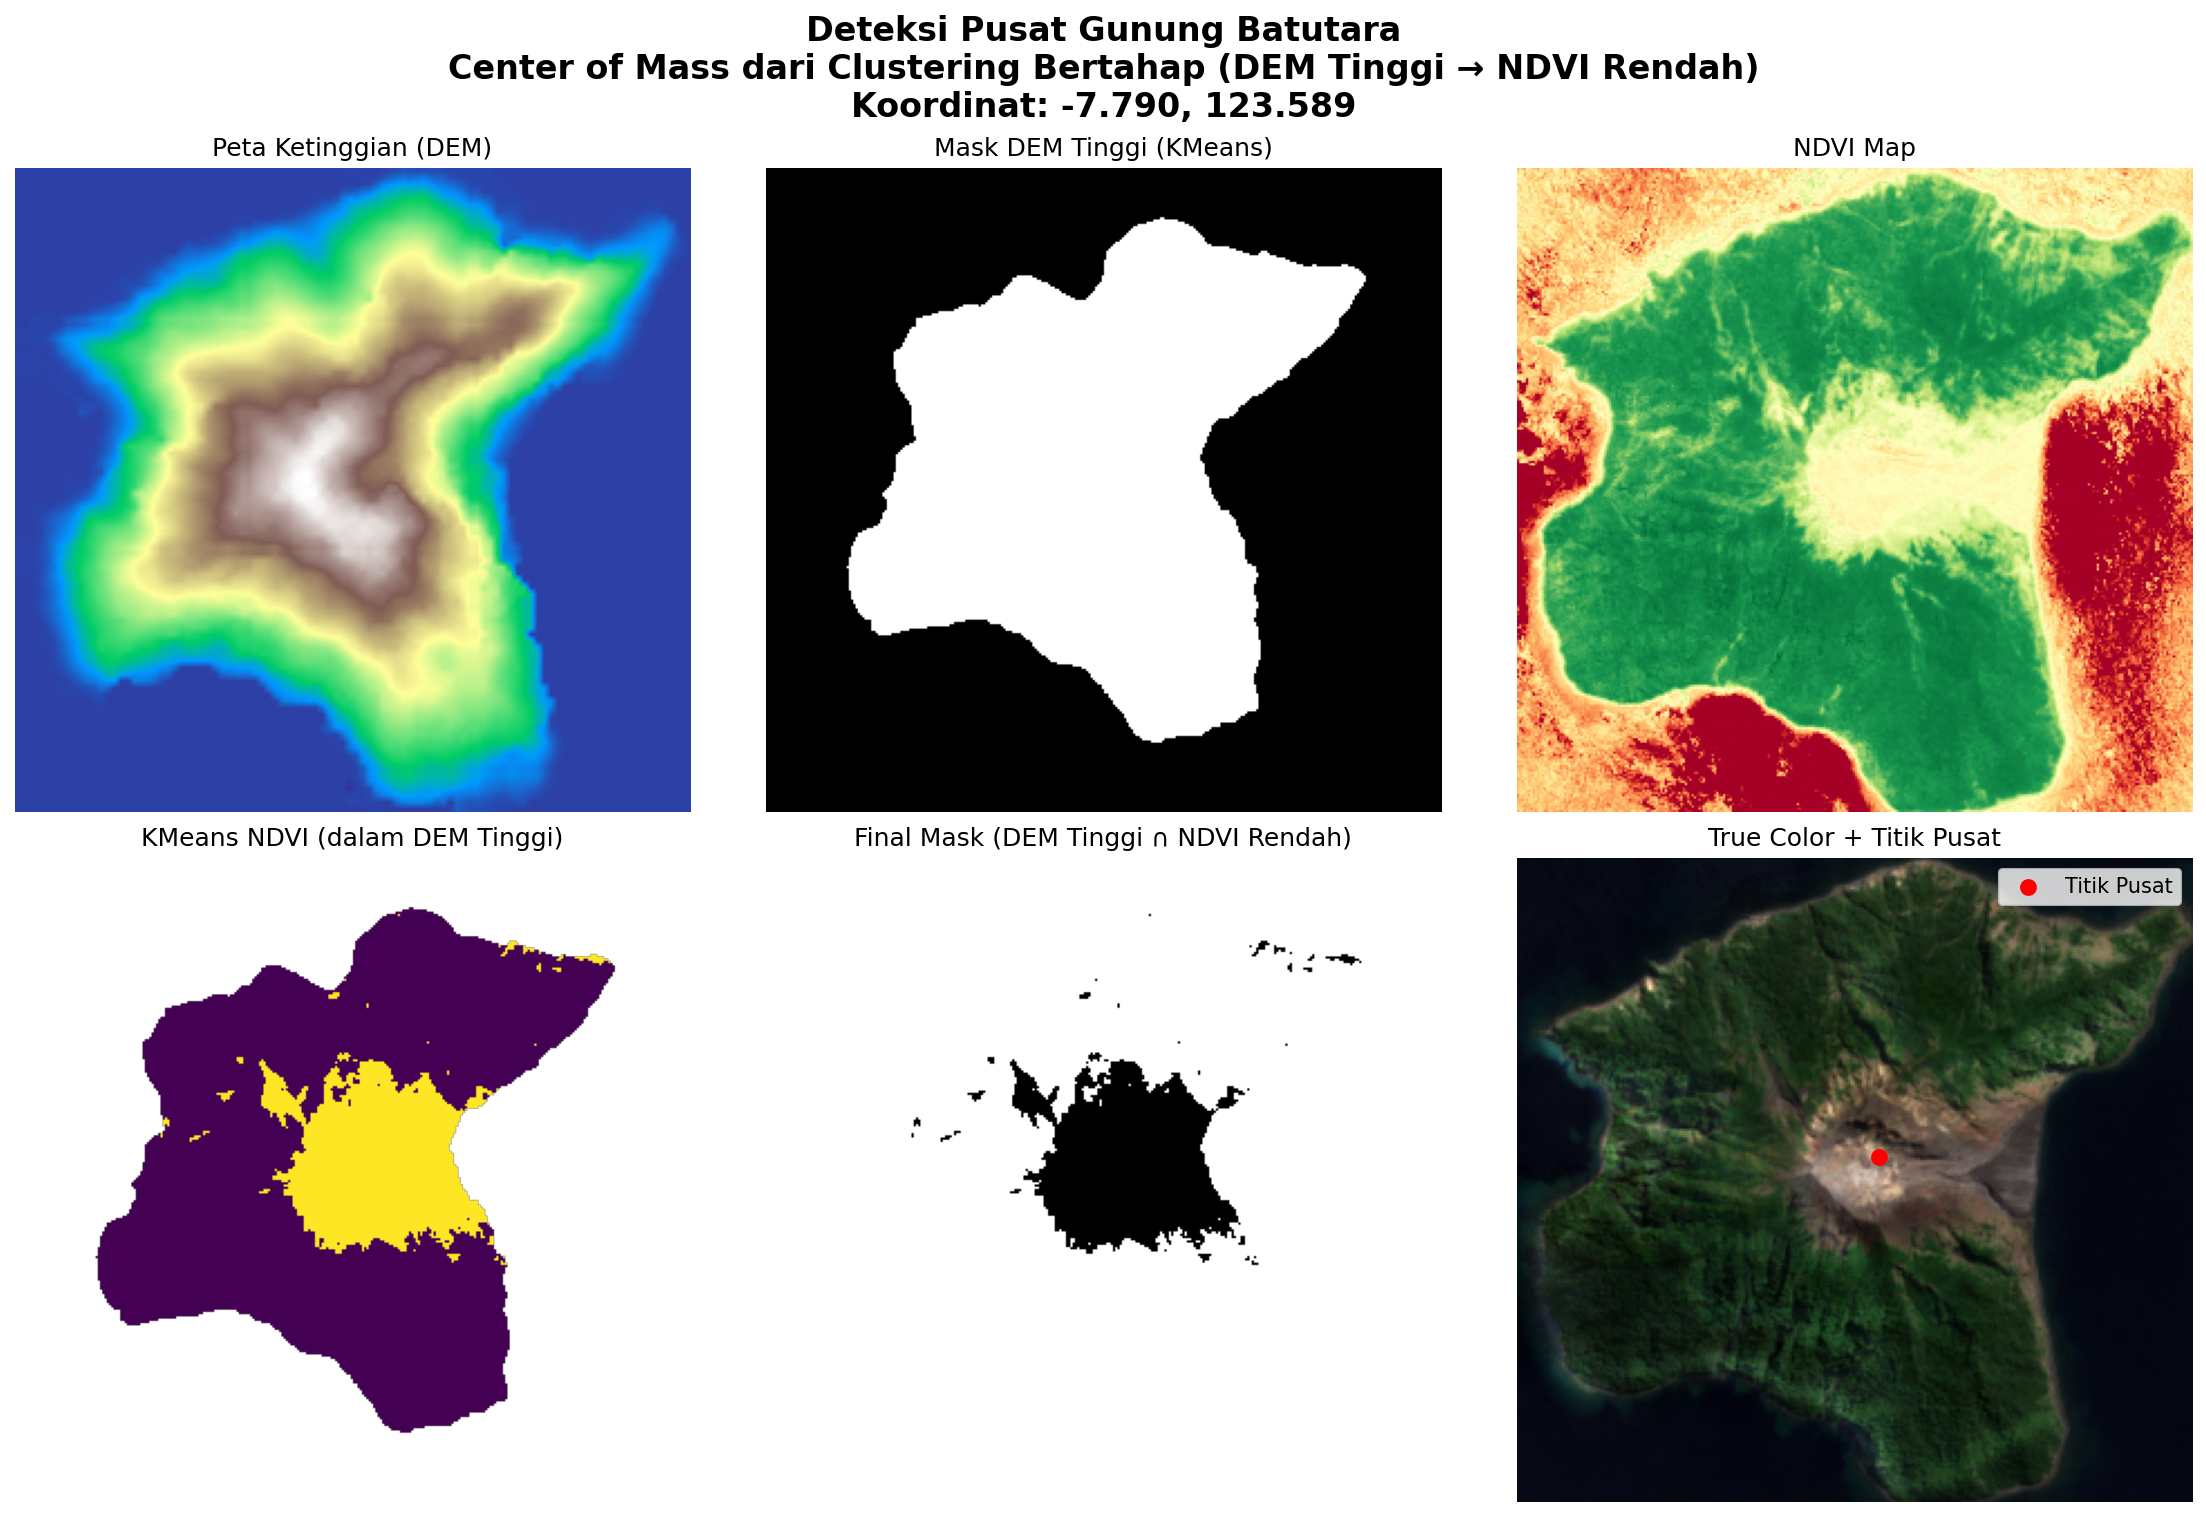 Deteksi Pusat Gunung Batutara
Center of Mass dari Clustering Bertahap (DEM Tinggi → NDVI Rendah)
Koordinat: -7.790, 123.589
Peta Ketinggian (DEM)
Mask DEM Tinggi (KMeans)
NDVI Map
KMeans NDVI (dalam DEM Tinggi)
Final Mask (DEM Tinggi ∩ NDVI Rendah)
True Color + Titik Pusat
Titik Pusat